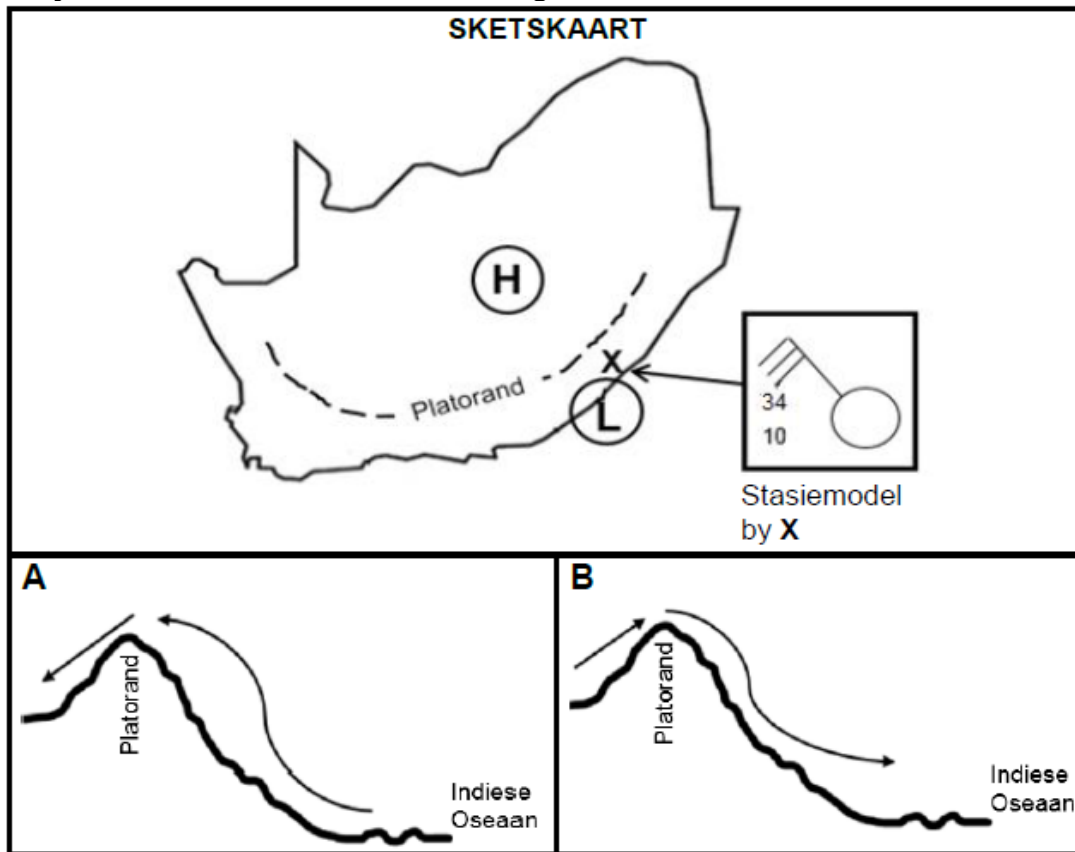 SKETSKAART
H
Platorand
X
L
34
10
Stasiemodel
by X
A
Platorand
Indiese
Oseaan
B
Platorand
Indiese
Oseaan